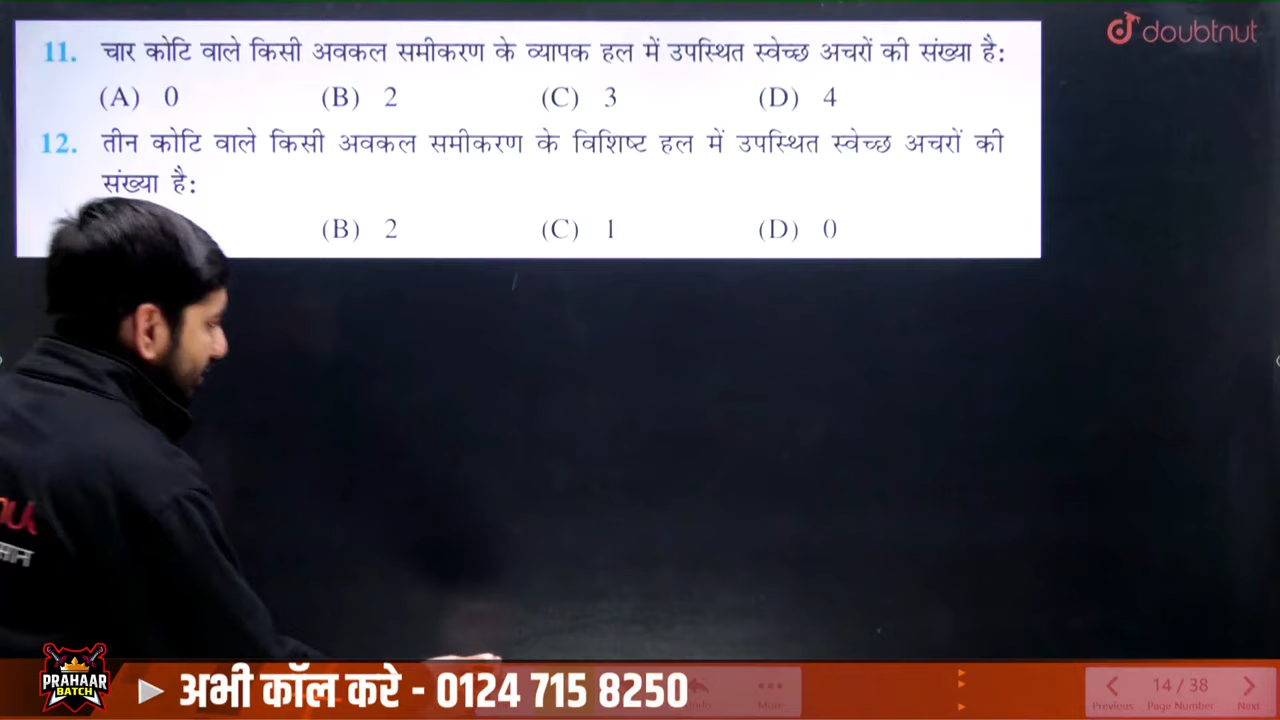 doubtnut
11. चार कोटि वाले किसी अवकल समीकरण के व्यापक हल में उपस्थित स्वेच्छ अचरों की संख्या है:
(A) 0 (B) 2 (C) 3 (D) 4
12. तीन कोटि वाले किसी अवकल समीकरण के विशिष्ट हल में उपस्थित स्वेच्छ अचरों की
संख्या है:
(B) 2 (C) 1 (D) 0
PRAHAAR
BATCH
अभी कॉल करे - 0124 715 8250
More
14 / 38
Previous Page Number Next